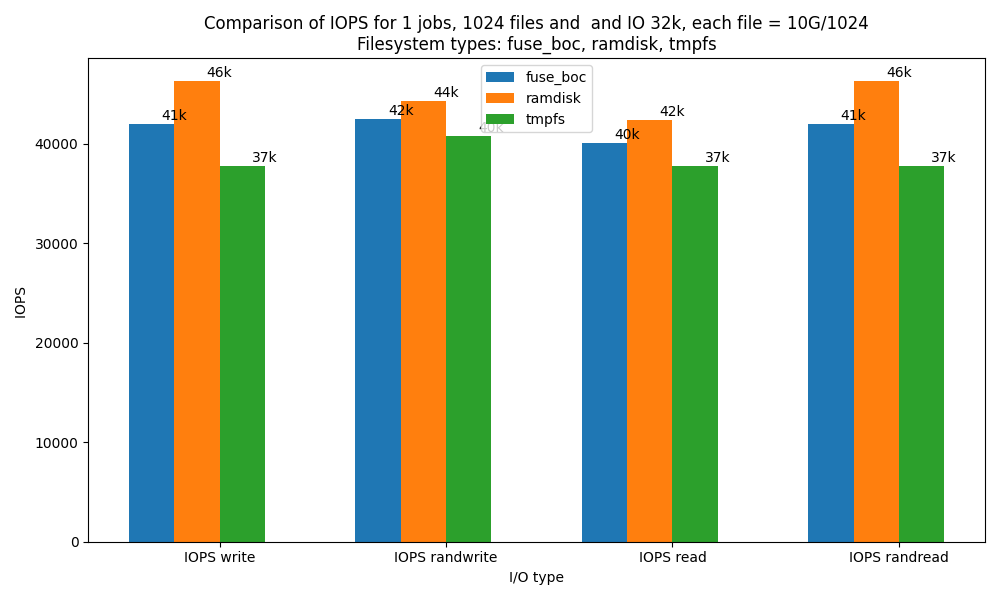 Comparison of IOPS for 1 jobs, 1024 files and  and IO 32k, each file = 10G/1024
Filesystem types: fuse_boc, ramdisk, tmpfs
fuse_boc
ramdisk
tmpfs
41k
46k
37k
42k
44k
40k
40k
42k
37k
41k
46k
37k
40000
30000
20000
10000
0
IOPS
IOPS write
IOPS randwrite
IOPS read
IOPS randread
I/O type